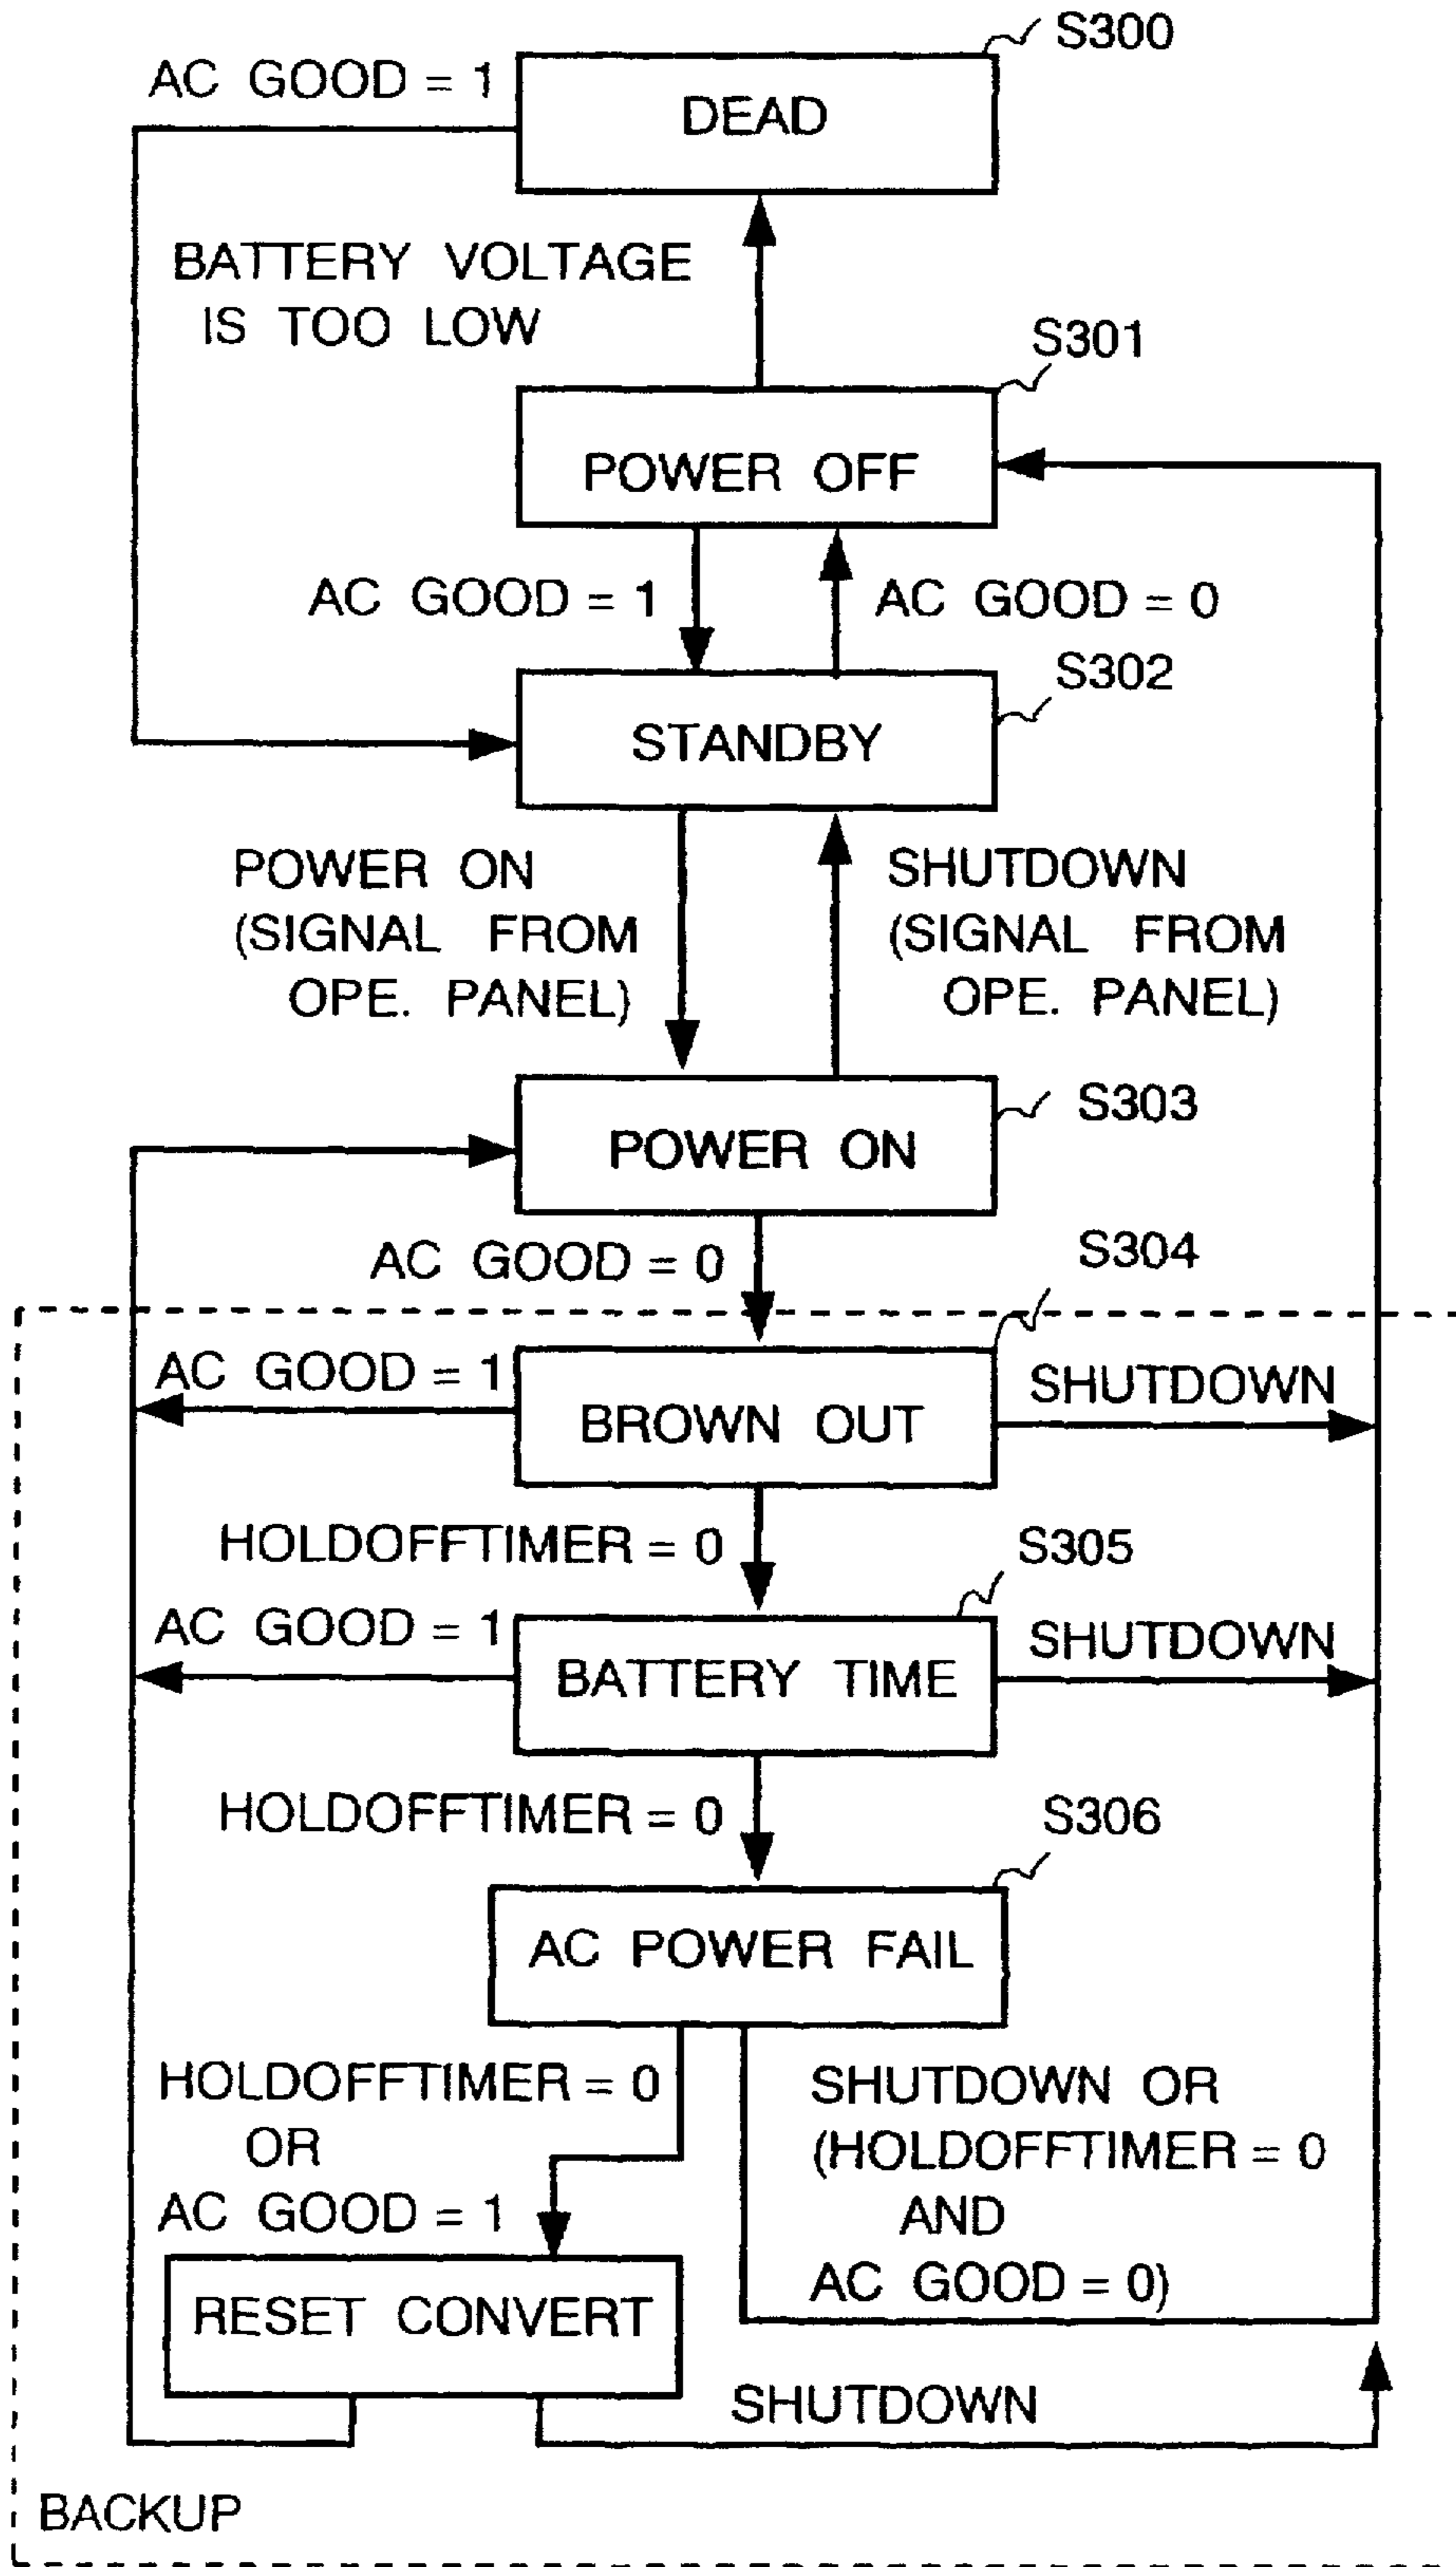 S300
AC GOOD = 1
DEAD
BATTERY VOLTAGE
IS TOO LOW
S301
POWER OFF
AC GOOD = 1
AC GOOD = 0
S302
STANDBY
POWER ON
(SIGNAL FROM
OPE. PANEL)
SHUTDOWN
(SIGNAL FROM
OPE. PANEL)
S303
POWER ON
AC GOOD = 0
S304
AC GOOD = 1
BROWN OUT
SHUTDOWN
HOLDOFFTIMER = 0
S305
AC GOOD = 1
BATTERY TIME
SHUTDOWN
HOLDOFFTIMER = 0
S306
AC POWER FAIL
HOLDOFFTIMER = 0
OR
AC GOOD = 1
SHUTDOWN OR
(HOLDOFFTIMER = 0
AND
AC GOOD = 0)
RESET CONVERT
SHUTDOWN
BACKUP